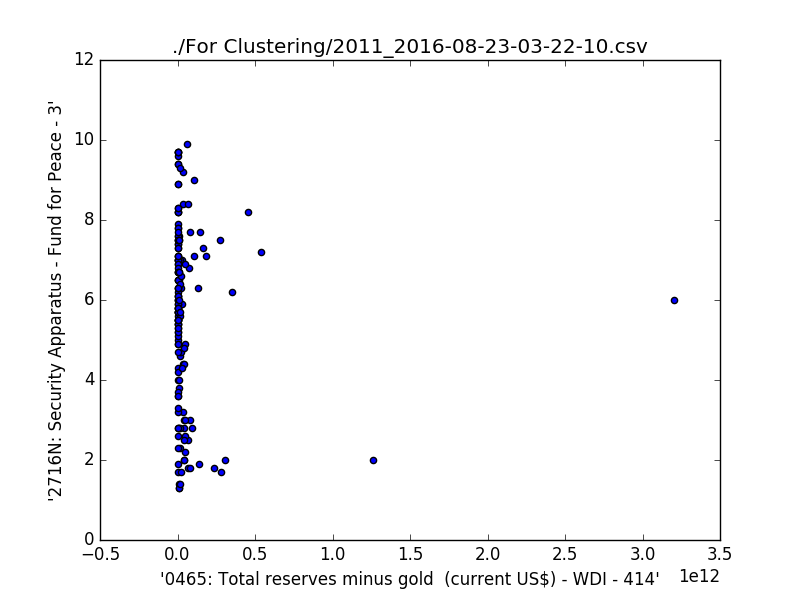 ./For Clustering/2011_2016-08-23-03-22-10.csv
12
10
8
6
4
2
0
'2716N: Security Apparatus - Fund for Peace - 3'
−0.5 0.0 0.5 1.0 1.5 2.0 2.5 3.0 3.5
1e12
'0465: Total reserves minus gold  (current US$) - WDI - 414'